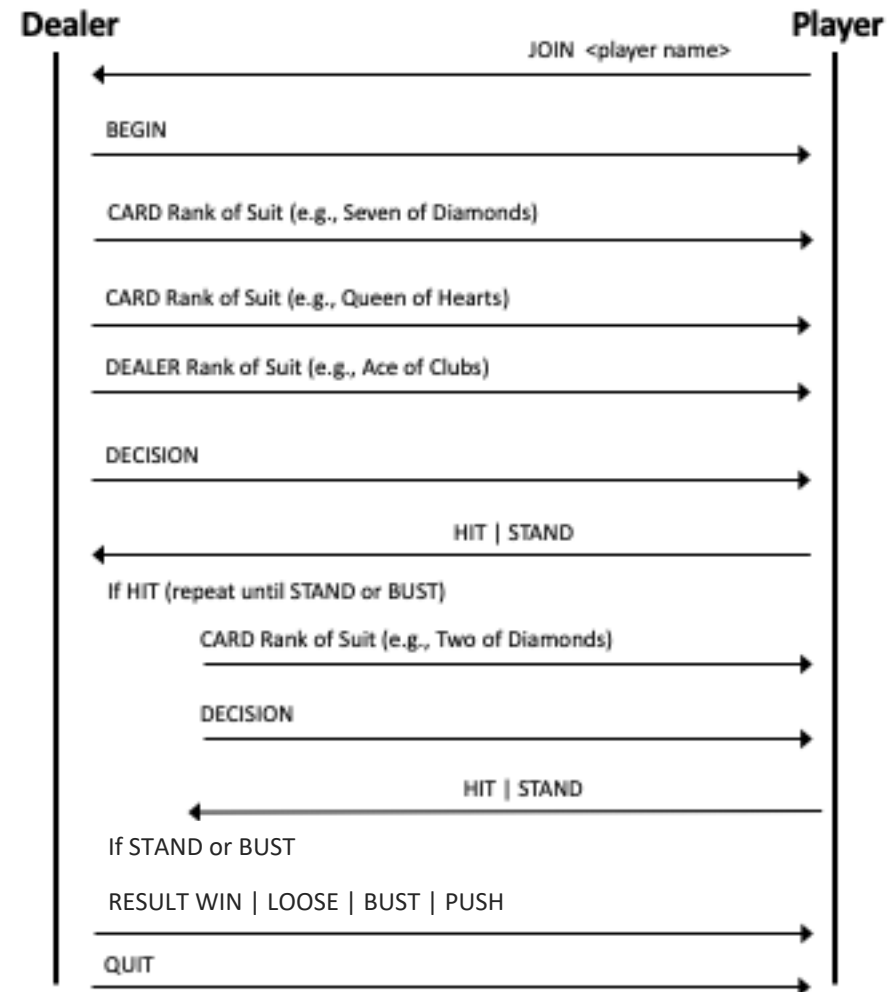 Dealer Player
JOIN <player name>
BEGIN
CARD Rank of Suit (e.g., Seven of Diamonds)
CARD Rank of Suit (e.g., Queen of Hearts)
DEALER Rank of Suit (e.g., Ace of Clubs)
DECISION
HIT | STAND
If HIT (repeat until STAND or BUST)
CARD Rank of Suit (e.g., Two of Diamonds)
DECISION
HIT | STAND
If STAND or BUST
RESULT WIN | LOOSE | BUST | PUSH
QUIT